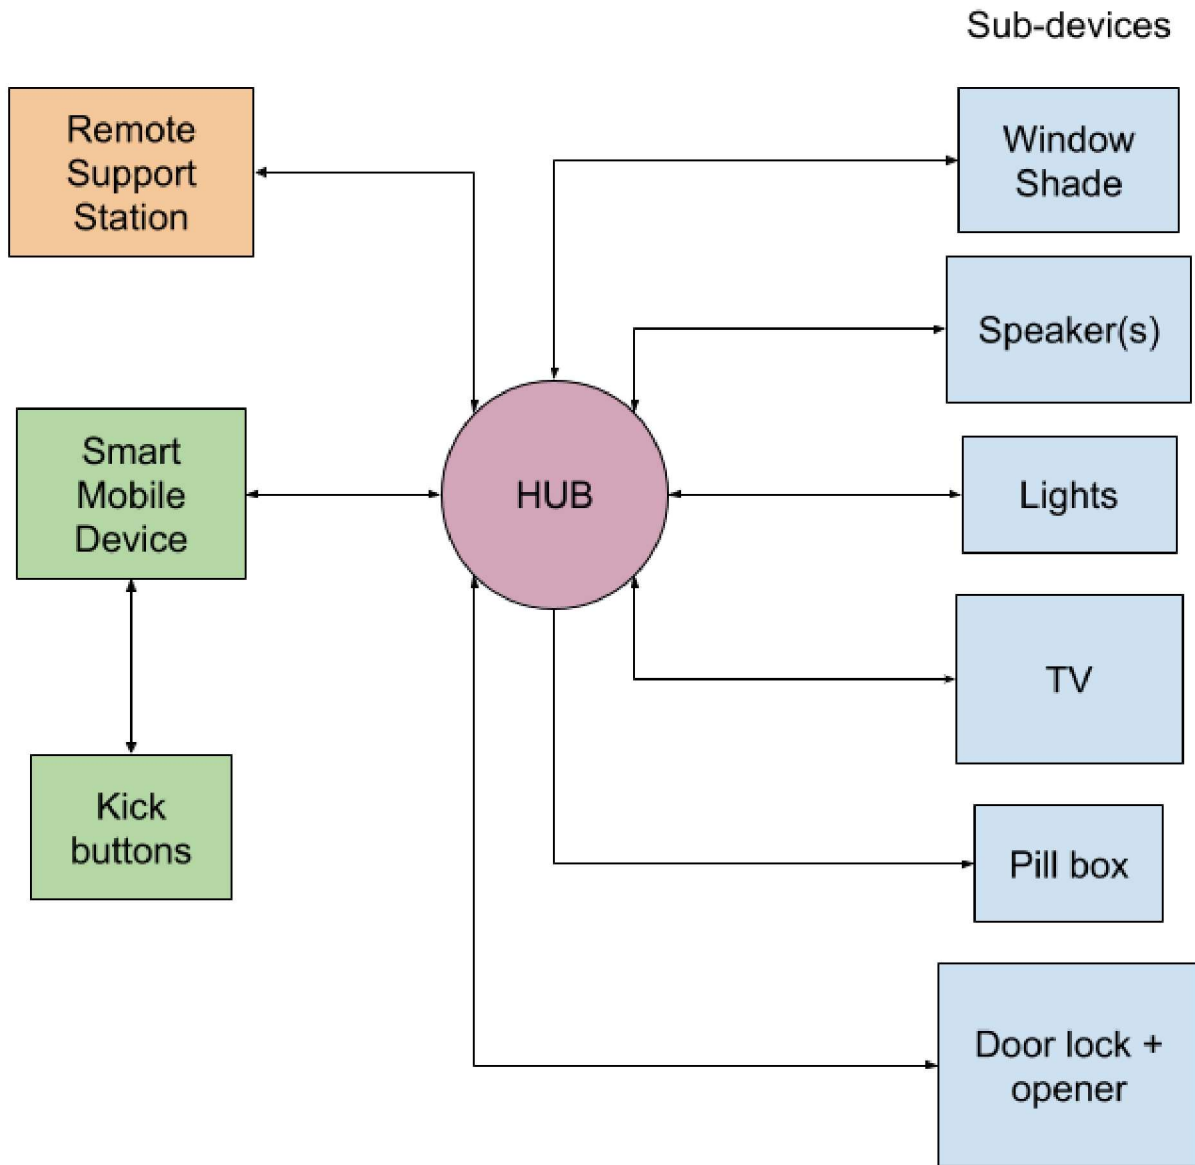 Sub-devices
Remote
Support
Station
Window
Shade
Speaker(s)
Smart
Mobile
Device
HUB
Lights
TV
Kick
buttons
Pill box
Door lock +
opener